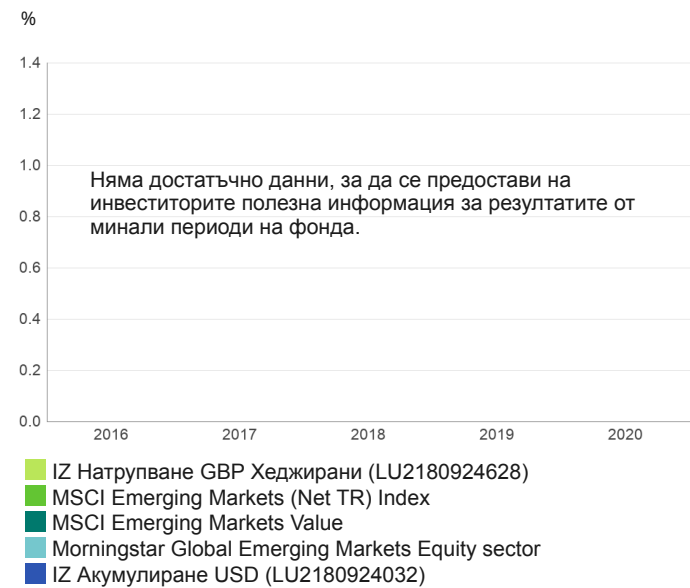 %
1.4
1.2
1.0
Няма достатъчно данни, за да се предостави на
инвеститорите полезна информация за резултатите от
минали периоди на фонда.
0.8
0.6
0.4
0.2
0.0
2016 2017 2018 2019 2020
IZ Натрупване GBP Хеджирани (LU2180924628)
MSCI Emerging Markets (Net TR) Index
MSCI Emerging Markets Value
Morningstar Global Emerging Markets Equity sector
IZ Акумулиране USD (LU2180924032)